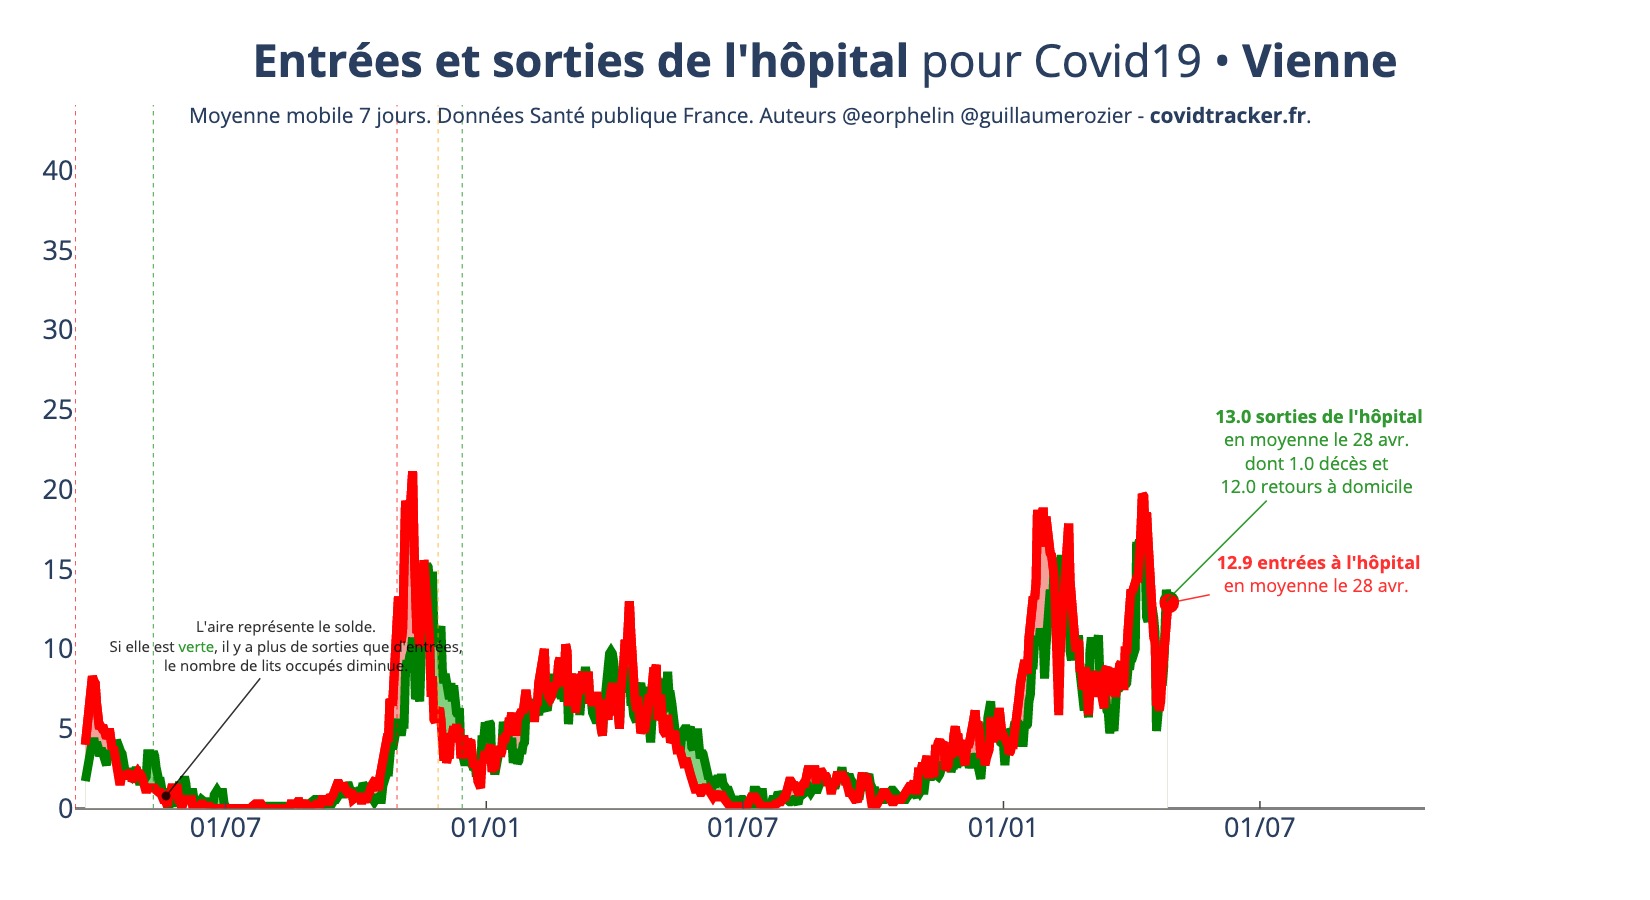 Entrées et sorties de l'hôpital pour Covid19 • Vienne
Moyenne mobile 7 jours. Données Santé publique France. Auteurs @eorphelin @guillaumerozier - covidtracker.fr.
40
35
30
25
20
15
10
5
0
13.0 sorties de l'hôpital
en moyenne le 28 avr.
dont 1.0 décès et
12.0 retours à domicile
12.9 entrées à l'hôpital
en moyenne le 28 avr.
L'aire représente le solde.
Si elle est verte, il y a plus de sorties que d'entrées,
le nombre de lits occupés diminue.
01/07 01/01 01/07 01/01 01/07